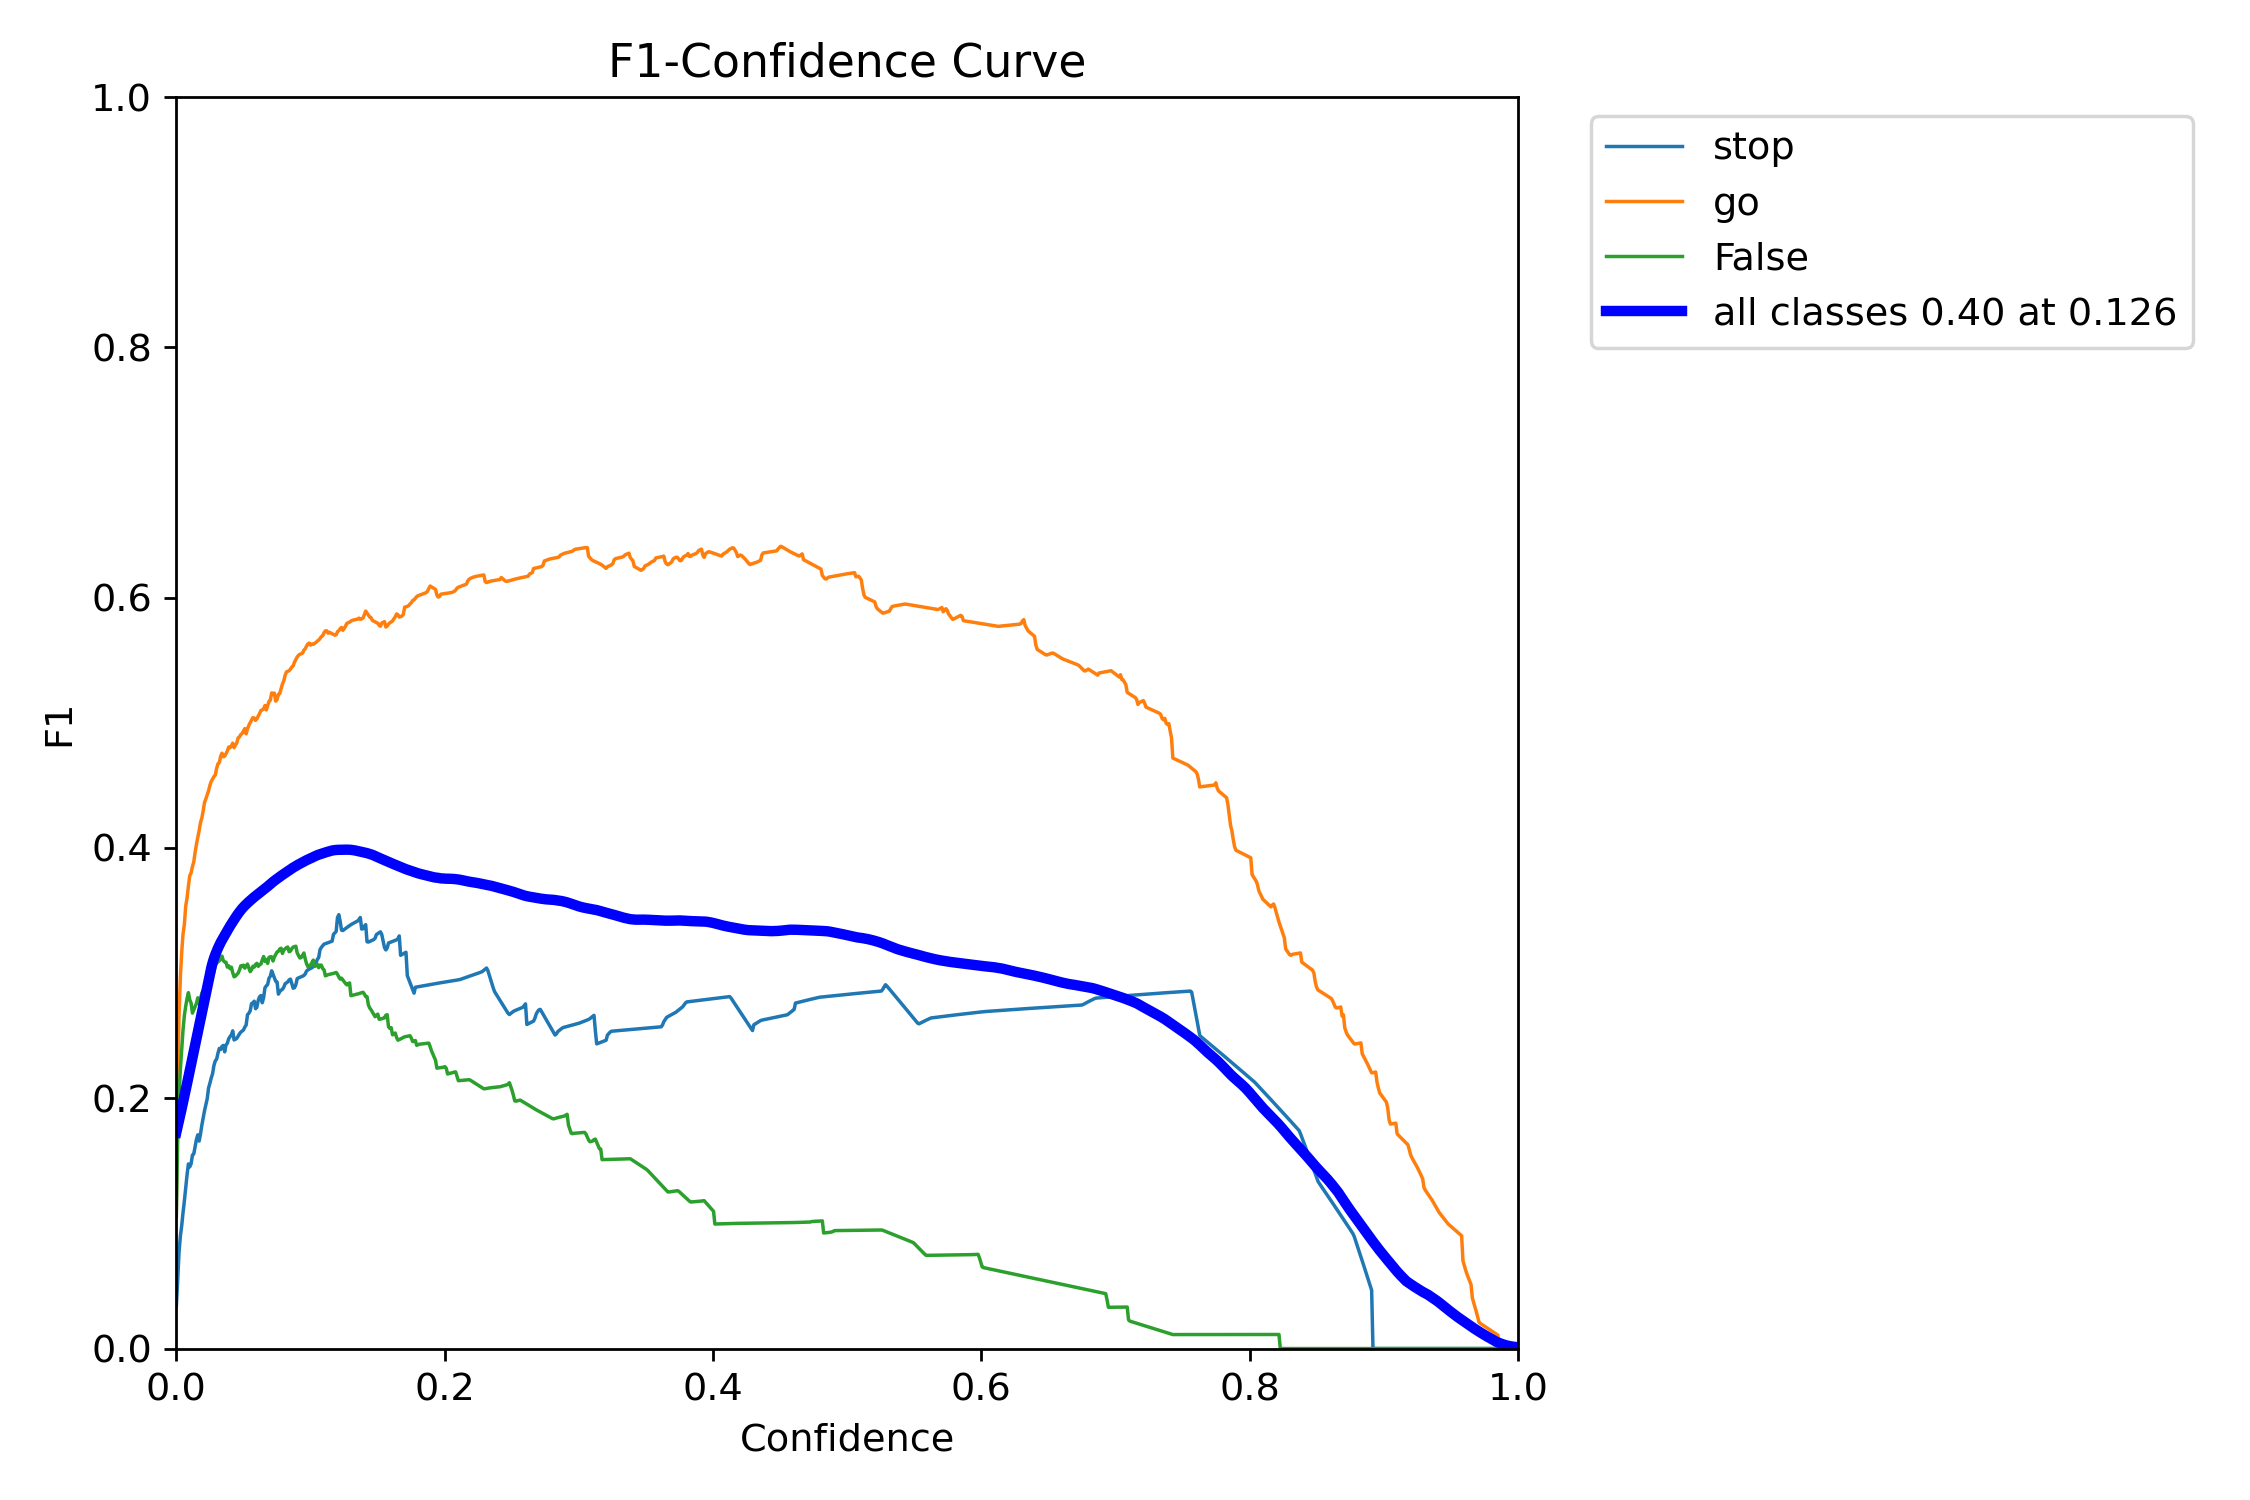 F1-Confidence Curve
1.0
0.8
0.6
0.4
0.2
0.0
F1
0.0 0.2 0.4 0.6 0.8 1.0
Confidence
stop
go
False
all classes 0.40 at 0.126